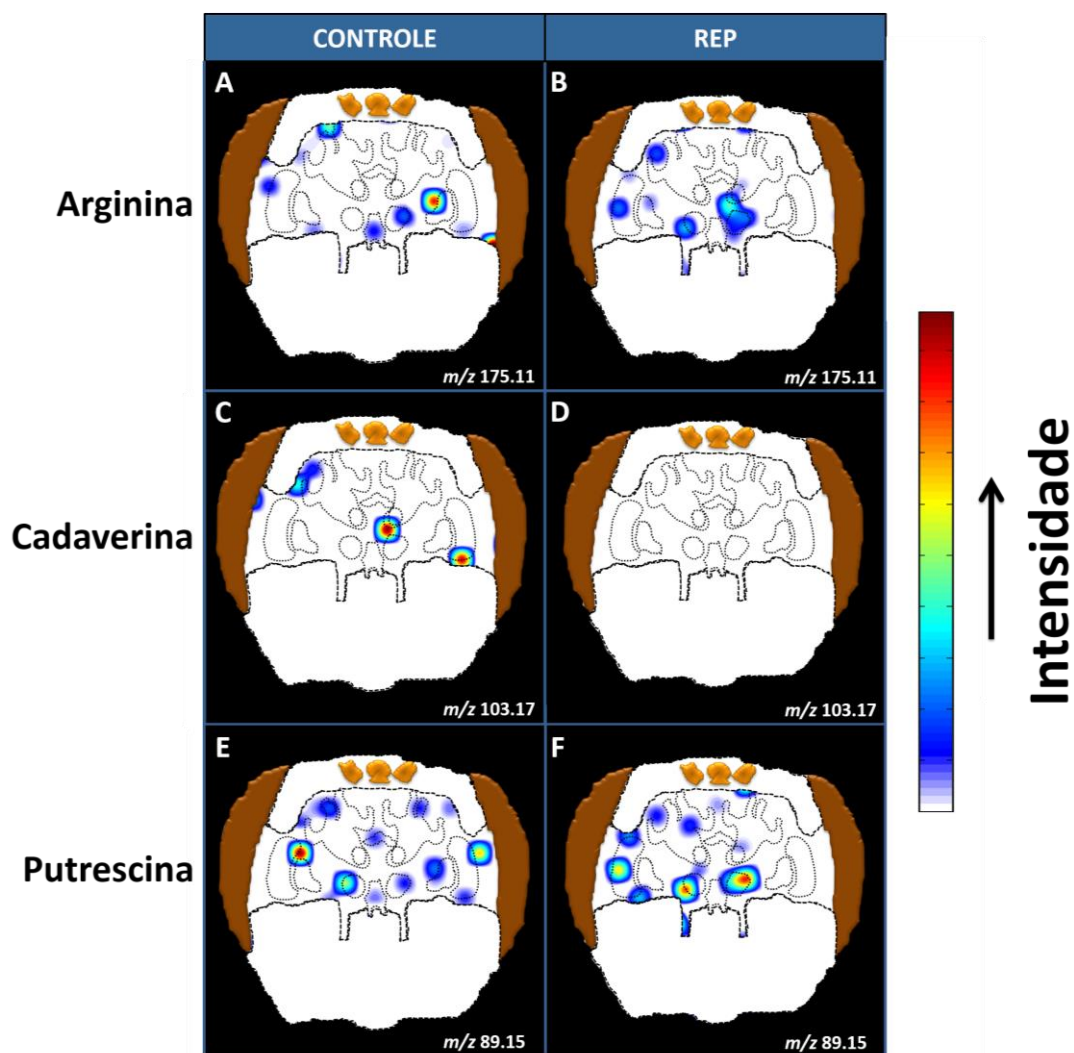 CONTROLE
REP
A
B
Arginina
m/z 175.11
m/z 175.11
C
D
Cadaverina
m/z 103.17
m/z 103.17
E
F
Putrescina
m/z 89.15
m/z 89.15
Intensidade